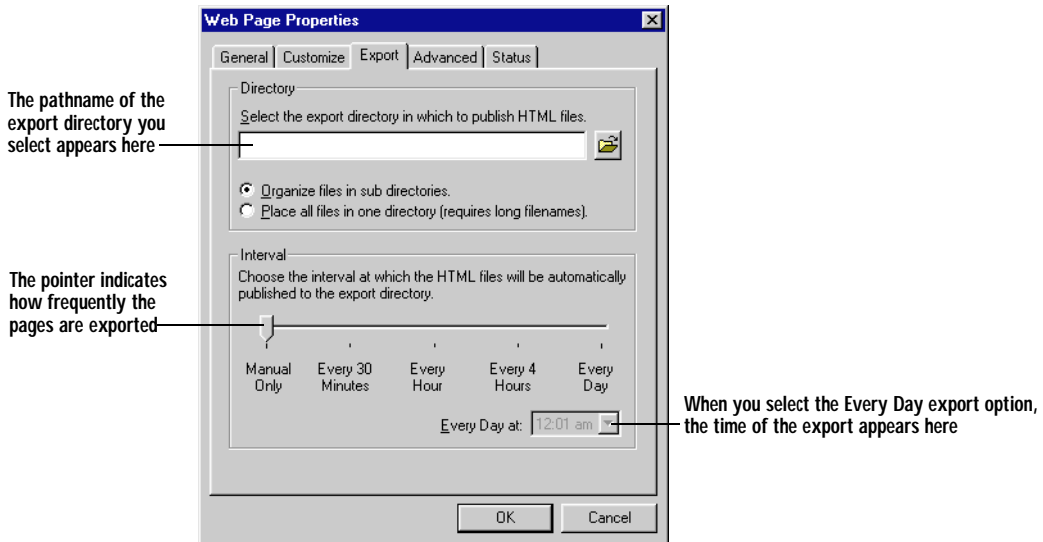 Web Page Properties
General Customize Export Advanced Status
Directory
The pathname of the
export directory you
select appears here
Select the export directory in which to publish HTML files.
Organize files in sub directories.
Place all files in one directory (requires long filenames).
Interval
Choose the interval at which the HTML files will be automatically
published to the export directory.
The pointer indicates
how frequently the
pages are exported
Manual
Only
Every 30
Minutes
Every
Hour
Every 4
Hours
Every
Day
Every Day at: 12:01 am
When you select the Every Day export option,
the time of the export appears here
OK Cancel